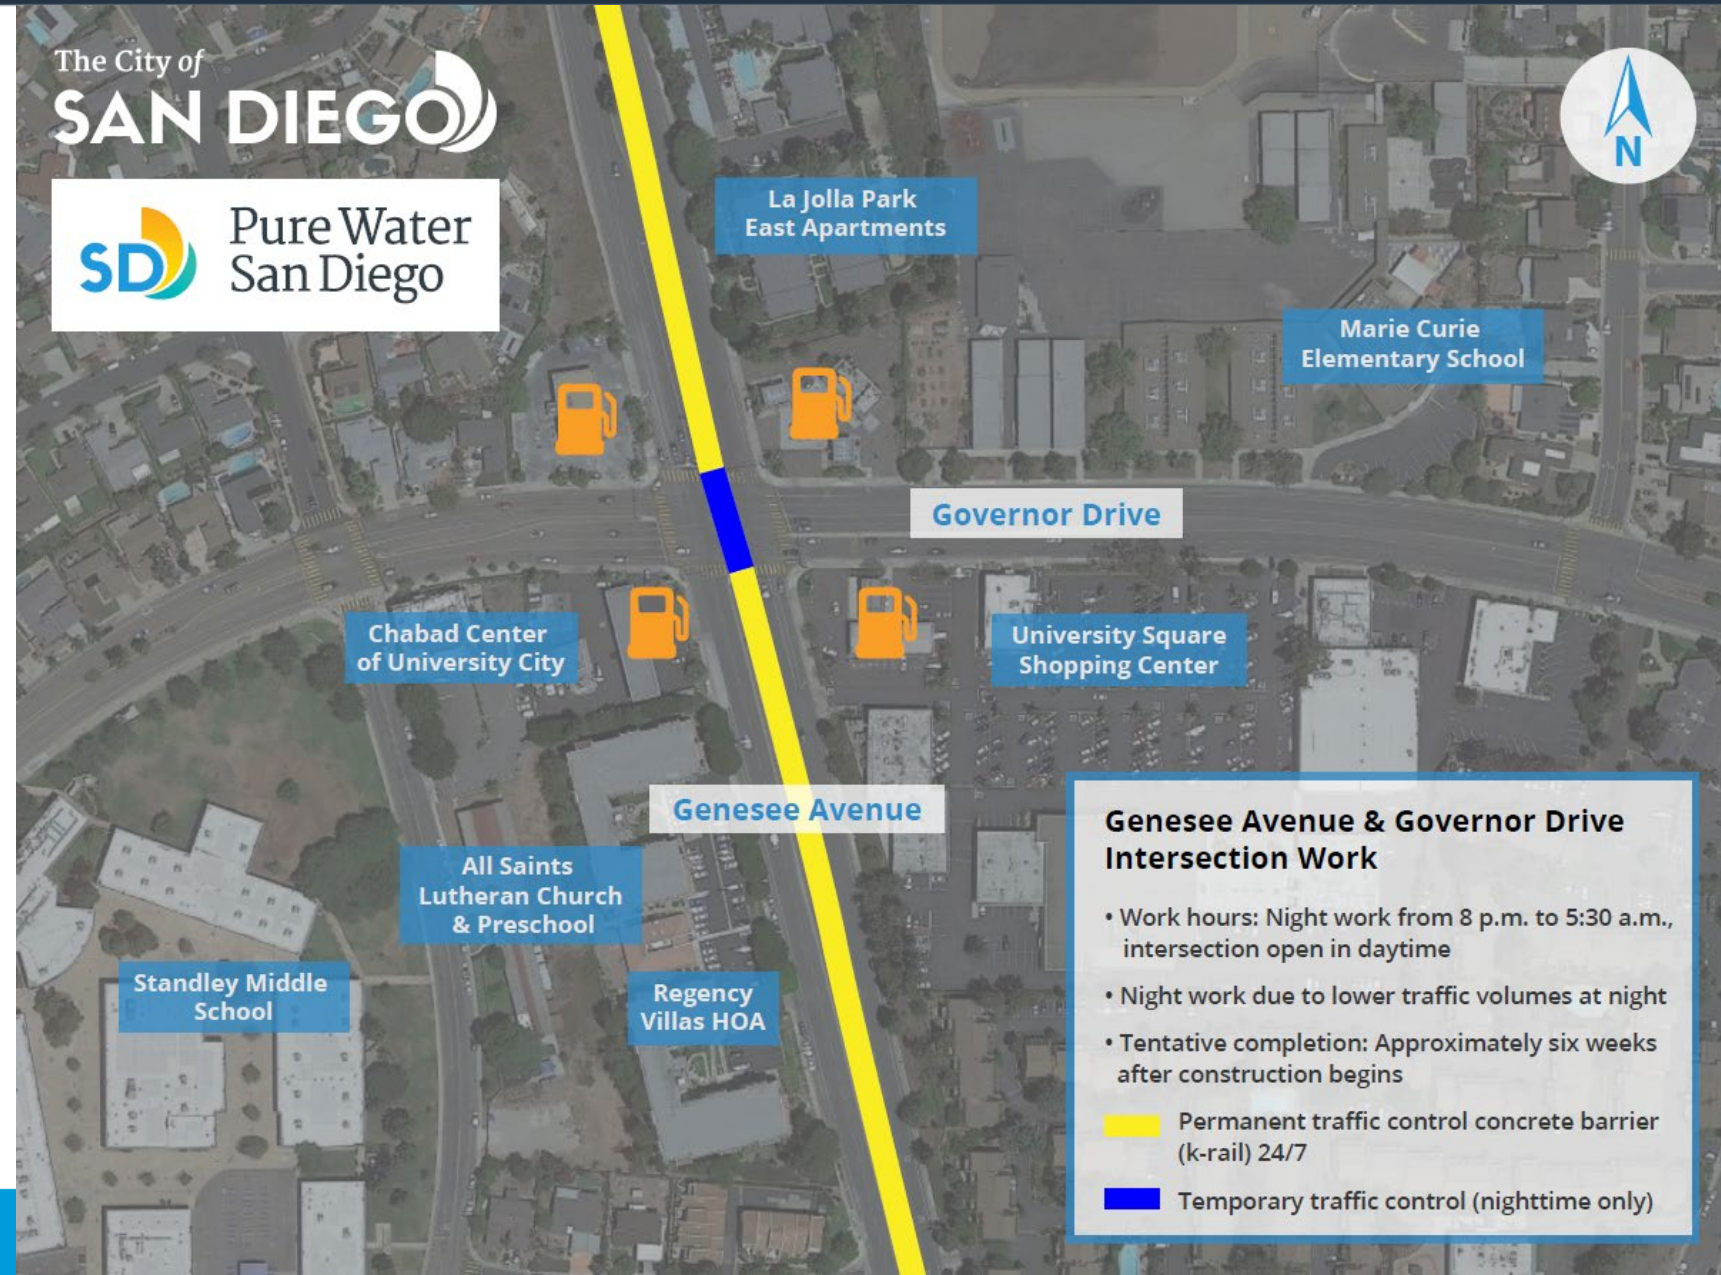 The City of
SAN DIEGO
SD
Pure Water
San Diego
N
La Jolla Park
East Apartments
Marie Curie
Elementary School
Governor Drive
Chabad Center
of University City
University Square
Shopping Center
Genesee Avenue
All Saints
Lutheran Church
& Preschool
Standley Middle
School
Regency
Villas HOA
Genesee Avenue & Governor Drive
Intersection Work
• Work hours: Night work from 8 p.m. to 5:30 a.m.,
intersection open in daytime
• Night work due to lower traffic volumes at night
• Tentative completion: Approximately six weeks
after construction begins
Permanent traffic control concrete barrier
(k-rail) 24/7
Temporary traffic control (nighttime only)